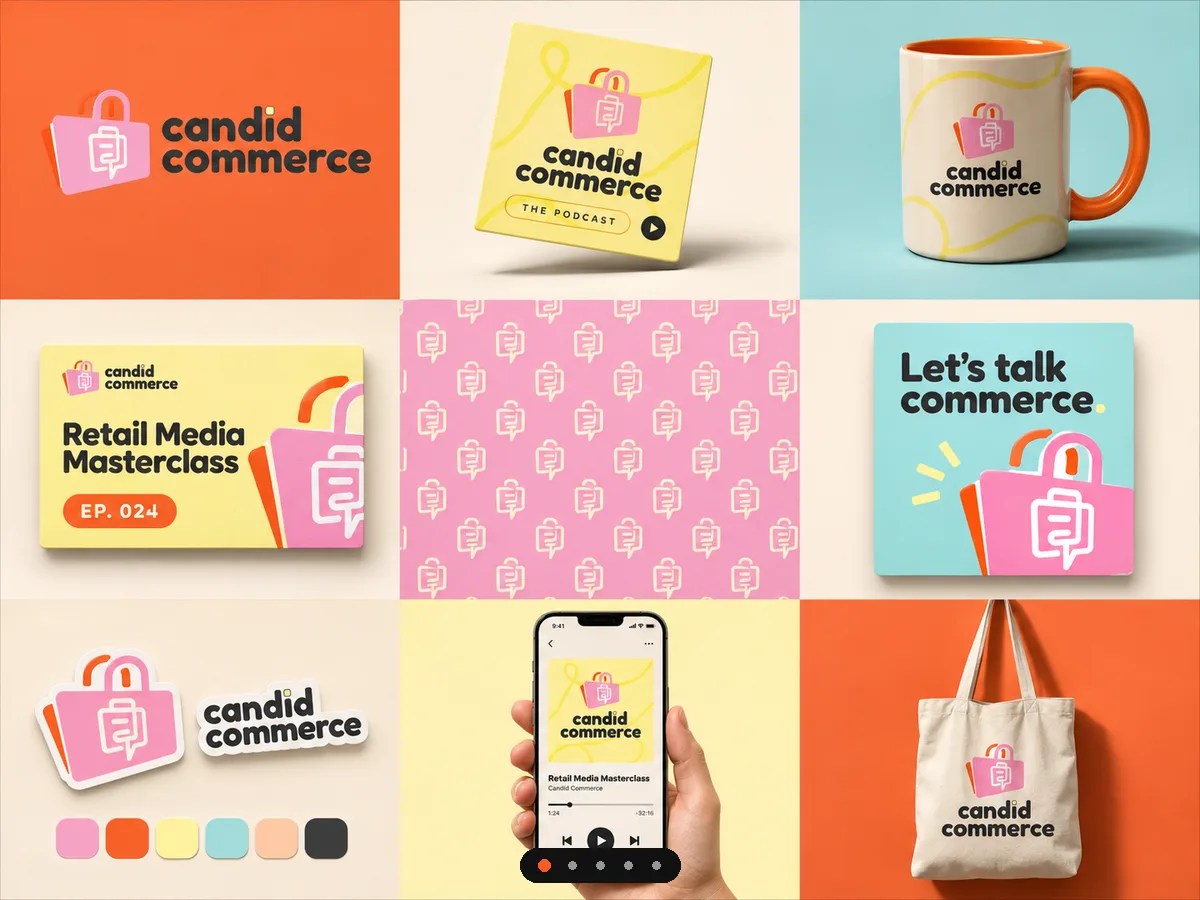 candid
commerce
candid
commerce
THE PODCAST
candid
commerce
candid
commerce
Retail Media
Masterclass
EP. 024
Let's talk
commerce.
candid
commerce
9:41
candid
commerce
Retail Media Masterclass
Candid Commerce
1:24
-32:16
candid
commerce